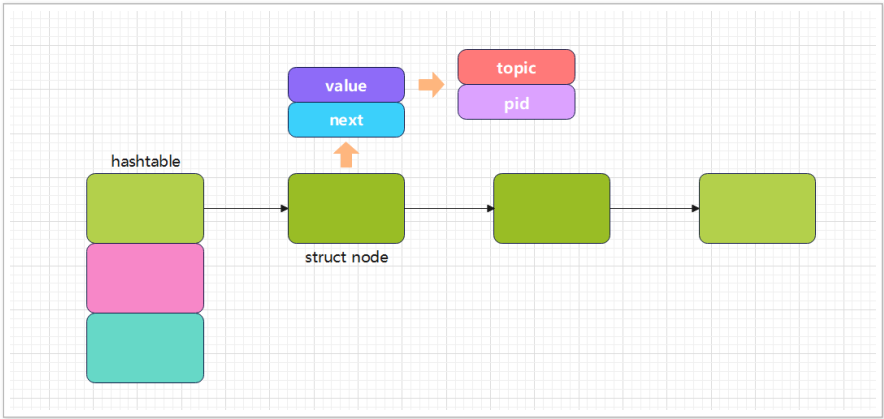 topic
value
pid
next
hashtable
struct node